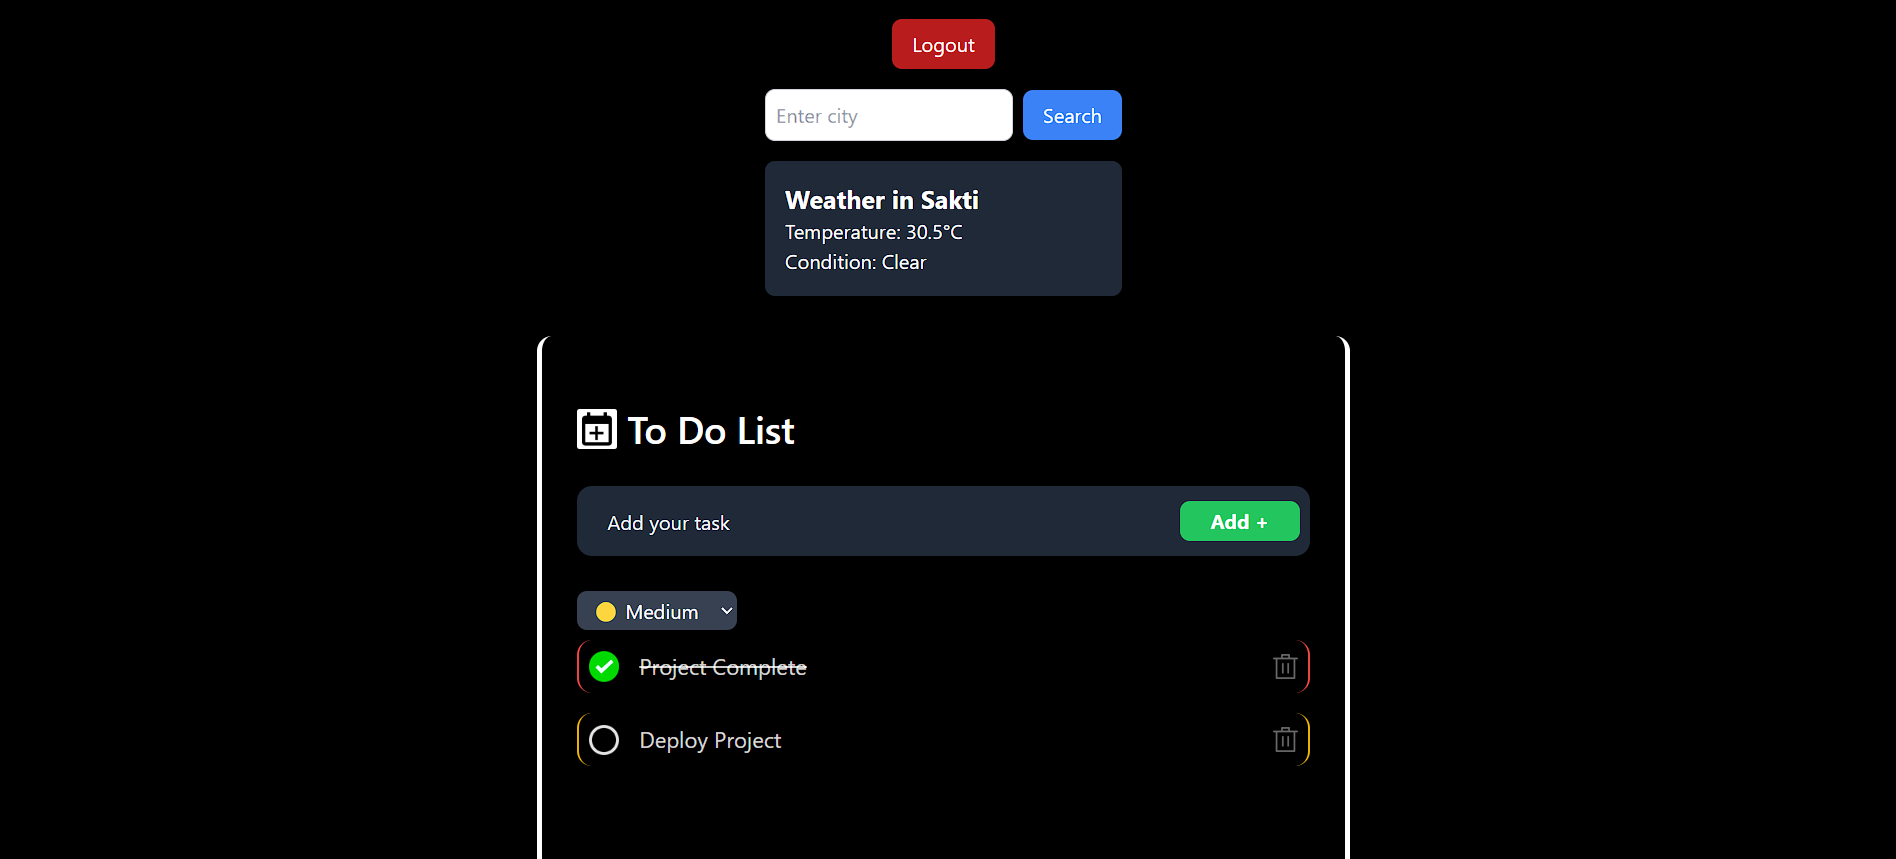 Logout
Enter city
Search
Weather in Sakti
Temperature: 30.5°C
Condition: Clear
To Do List
Add your task
Add +
Medium
Project Complete
Deploy Project